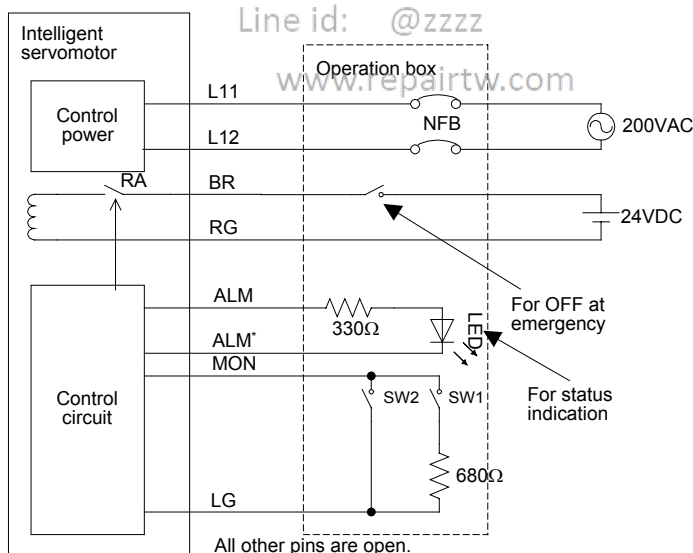 Line id:    @zzzz
Intelligent
servomotor
Operation box
www.repairtw.com
L11
Control
power
NFB
200VAC
L12
RA
BR
24VDC
RG
ALM
330Ω
LED
For OFF at
emergency
ALM*
MON
Control
circuit
SW2
SW1
For status
indication
680Ω
LG
All other pins are open.